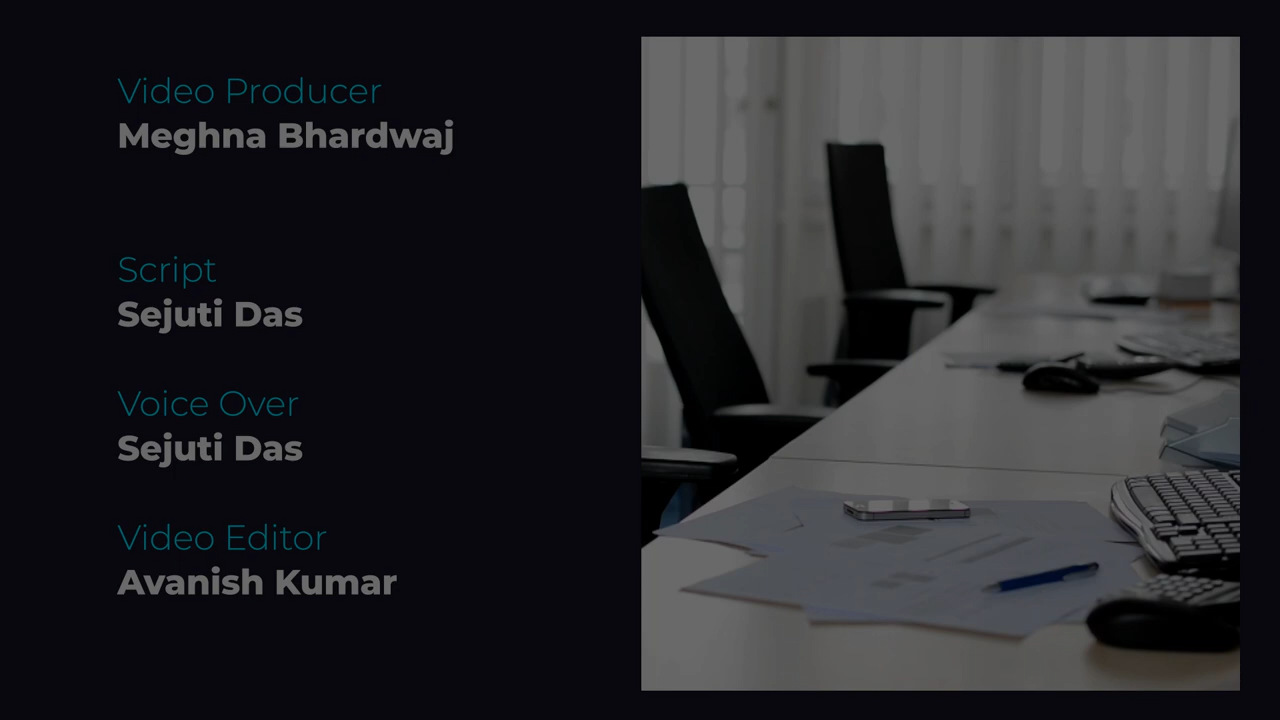 Video Producer
Meghna Bhardwaj
Script
Sejuti Das
Voice Over
Sejuti Das
Video Editor
Avanish Kumar